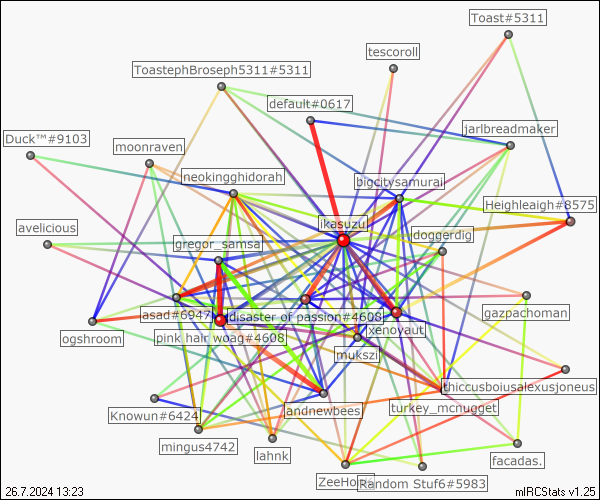 Toast#5311
tescoroll
ToastephBroseph5311#5311
default#0617
jarlbreadmaker
Duck™#9103
moonraven
neokingghidorah
bigcitysamurai
Heighleaigh#8575
ikasuzu
avelicious
gregor_samsa
ldoggerdig
asad#6947
disaster of passion#4608
gazpachoman
ogshroom
pink hair woag#4608
xenoyaut
mukszi
thiccusboiusalexusjoneus
Knowun#6424
andnewbees
turkey_mcnugget
mingus4742
lahnk
facadas.
ZeeHo
Random Stuf6#5983
26.7.2024 13:23
mIRCStats v1.25